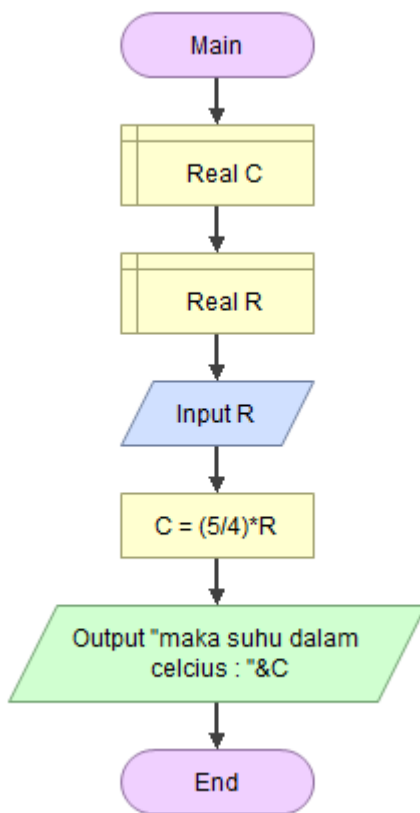 Main
Real C
Real R
Input R
C = (5/4)*R
Output "maka suhu dalam
celcius : "&C
End